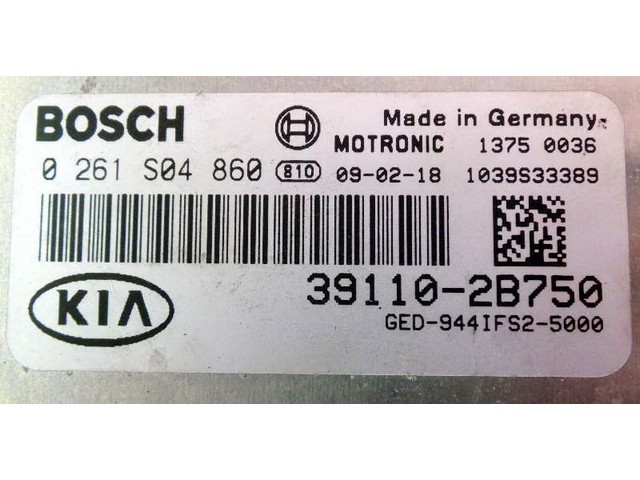 BOSCH Made in Germany
MOTRONIC 1375 0036
0 261 S04 860 810 09-02-18 1039S33389
KIA 39110-2B750
GED-944IFS2-5000